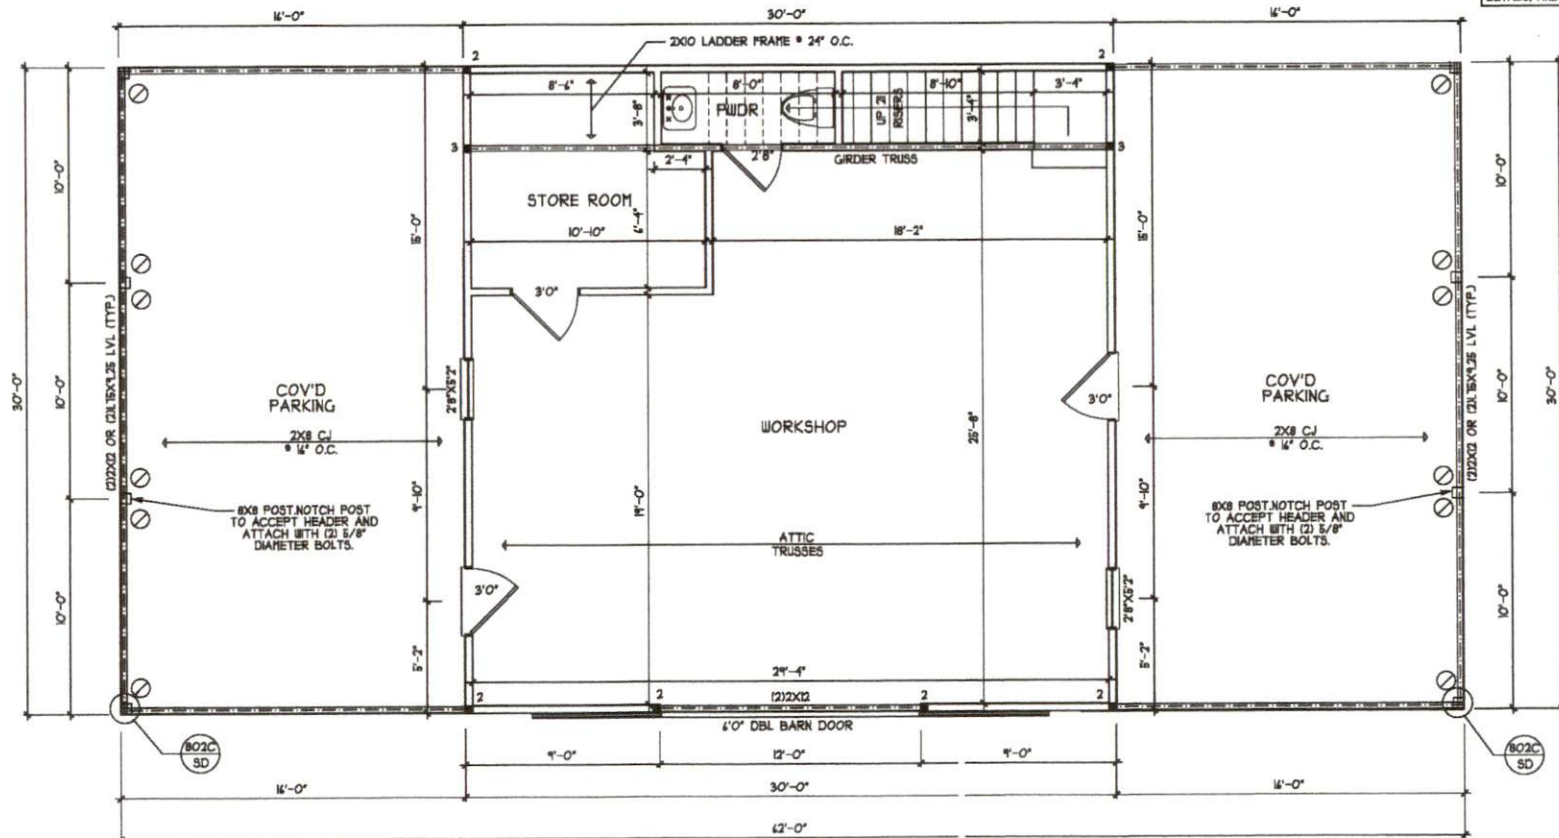 16'-0" 30'-0" 16'-0"
2X10 LADDER FRAME @ 24" O.C.
2 2
8'-6" 8'-0" 8'-10" 3'-4"
3'-8" PWDR UP 21 RISERS 3'-4"
3 3
2'-4" 2'8" GIRDER TRUSS
10'-0" 10'-0"
STORE ROOM
15'-0" 6'-4" 15'-0"
10'-10" 18'-2"
3'0"
(2)2X12 OR (2)1.75X9.25 LVL (TYP.)
(2)2X12 OR (2)1.75X9.25 LVL (TYP.)
30'-0" 10'-0" 10'-0" 30'-0"
COV'D
PARKING
2'8"X5'2"
3'0"
COV'D
PARKING
WORKSHOP
25'-8"
2X8 CJ
@ 16" O.C.
2X8 CJ
@ 16" O.C.
9'-10" 19'-0" 9'-10"
8X8 POST.NOTCH POST
TO ACCEPT HEADER AND
ATTACH WITH (2) 5/8"
DIAMETER BOLTS.
8X8 POST.NOTCH POST
TO ACCEPT HEADER AND
ATTACH WITH (2) 5/8"
DIAMETER BOLTS.
ATTIC
TRUSSES
3'0" 2'8"X5'2"
10'-0" 10'-0"
5'-2" 5'-2"
29'-4"
2 2 (2)2X12 2 2
6'0" DBL BARN DOOR
802C
SD
802C
SD
9'-0" 12'-0" 9'-0"
16'-0" 30'-0" 16'-0"
62'-0"